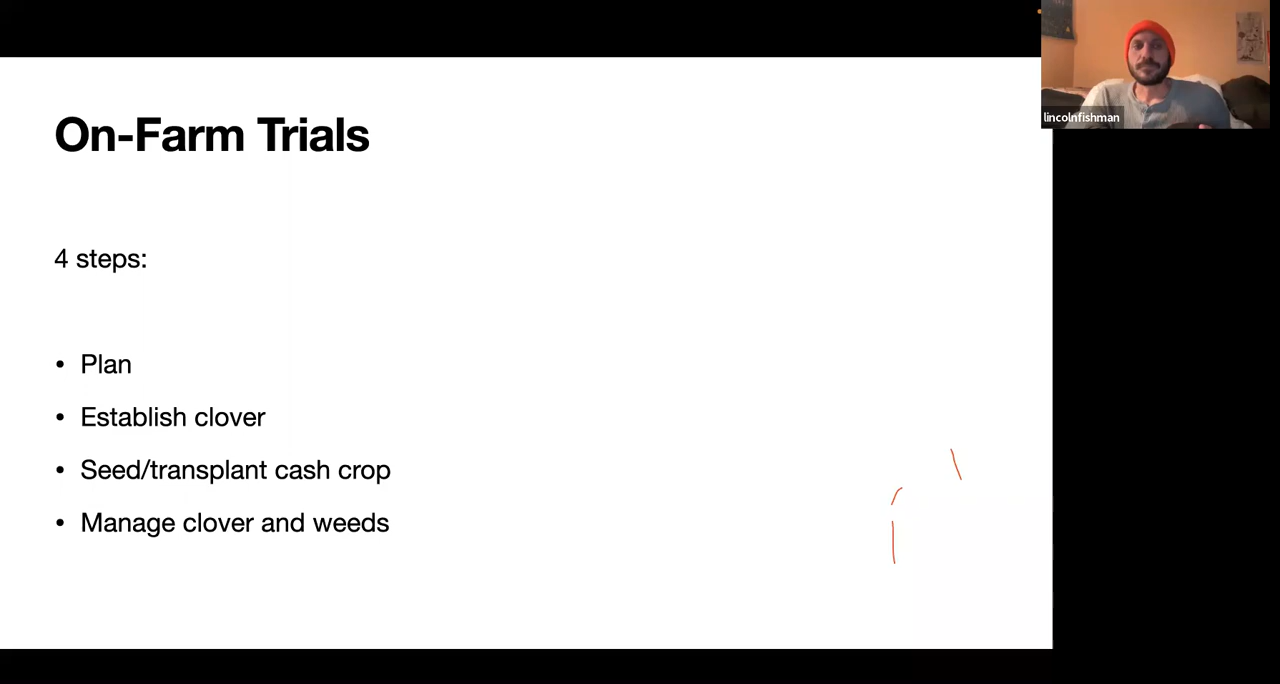 On-Farm Trials
4 steps:
• Plan
• Establish clover
• Seed/transplant cash crop
• Manage clover and weeds
lincolnfishman